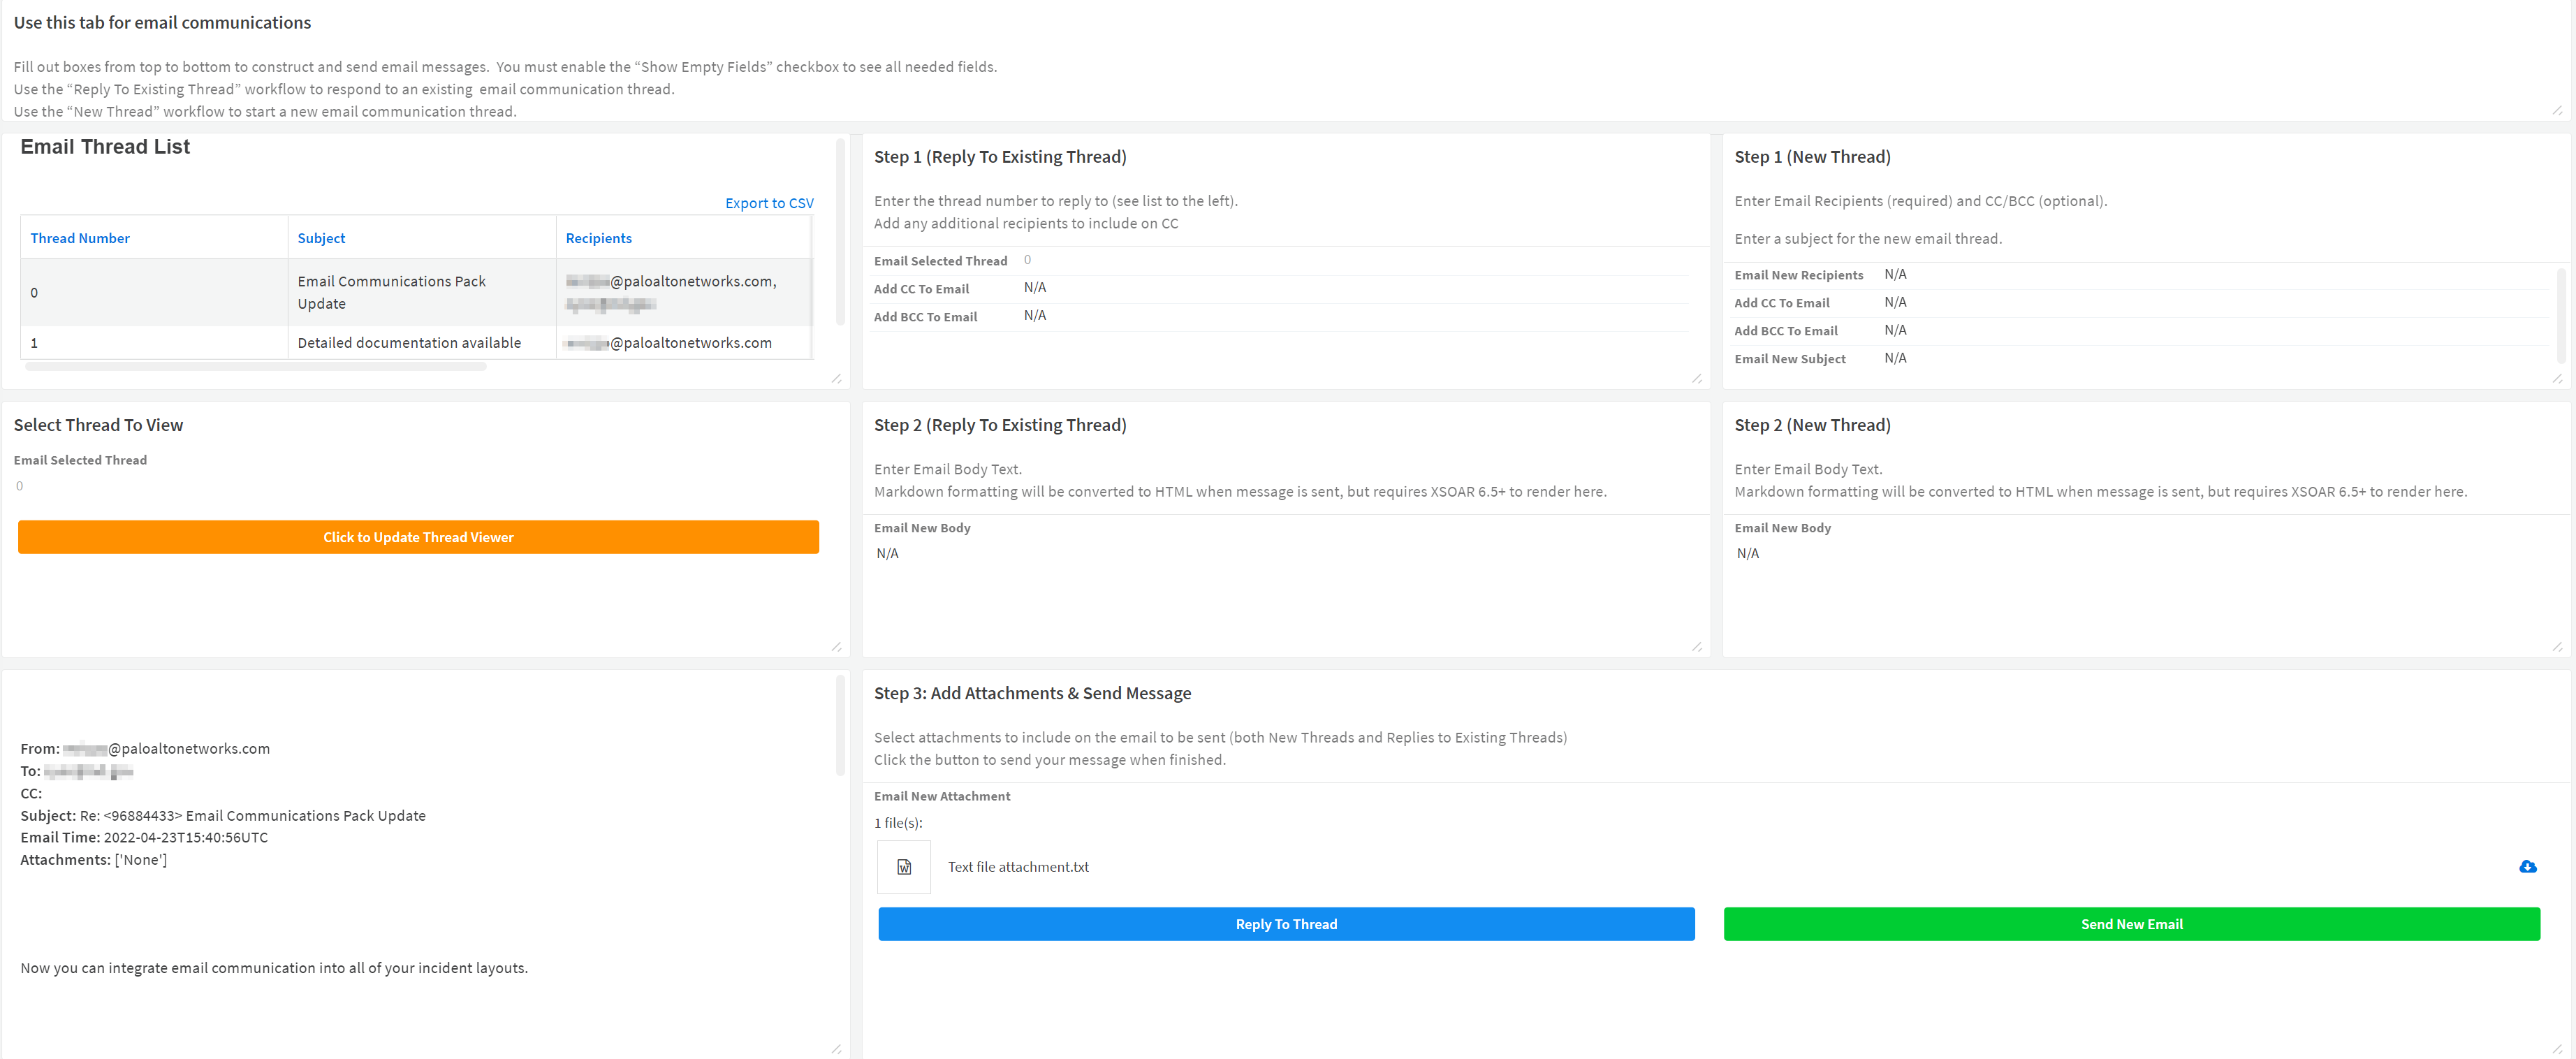 Use this tab for email communications
Fill out boxes from top to bottom to construct and send email messages.  You must enable the “Show Empty Fields” checkbox to see all needed fields.
Use the “Reply To Existing Thread” workflow to respond to an existing  email communication thread.
Use the “New Thread” workflow to start a new email communication thread.
Email Thread List
Export to CSV
Thread Number Subject Recipients
0 Email Communications Pack Update @paloaltonetworks.com,
1 Detailed documentation available @paloaltonetworks.com
Step 1 (Reply To Existing Thread)
Enter the thread number to reply to (see list to the left).
Add any additional recipients to include on CC
Email Selected Thread 0
Add CC To Email N/A
Add BCC To Email N/A
Step 1 (New Thread)
Enter Email Recipients (required) and CC/BCC (optional).
Enter a subject for the new email thread.
Email New Recipients N/A
Add CC To Email N/A
Add BCC To Email N/A
Email New Subject N/A
Select Thread To View
Email Selected Thread
0
Click to Update Thread Viewer
Step 2 (Reply To Existing Thread)
Enter Email Body Text.
Markdown formatting will be converted to HTML when message is sent, but requires XSOAR 6.5+ to render here.
Email New Body
N/A
Step 2 (New Thread)
Enter Email Body Text.
Markdown formatting will be converted to HTML when message is sent, but requires XSOAR 6.5+ to render here.
Email New Body
N/A
From: @paloaltonetworks.com
To:
CC:
Subject: Re: <96884433> Email Communications Pack Update
Email Time: 2022-04-23T15:40:56UTC
Attachments: ['None']
Now you can integrate email communication into all of your incident layouts.
Step 3: Add Attachments & Send Message
Select attachments to include on the email to be sent (both New Threads and Replies to Existing Threads)
Click the button to send your message when finished.
Email New Attachment
1 file(s):
Text file attachment.txt
Reply To Thread
Send New Email